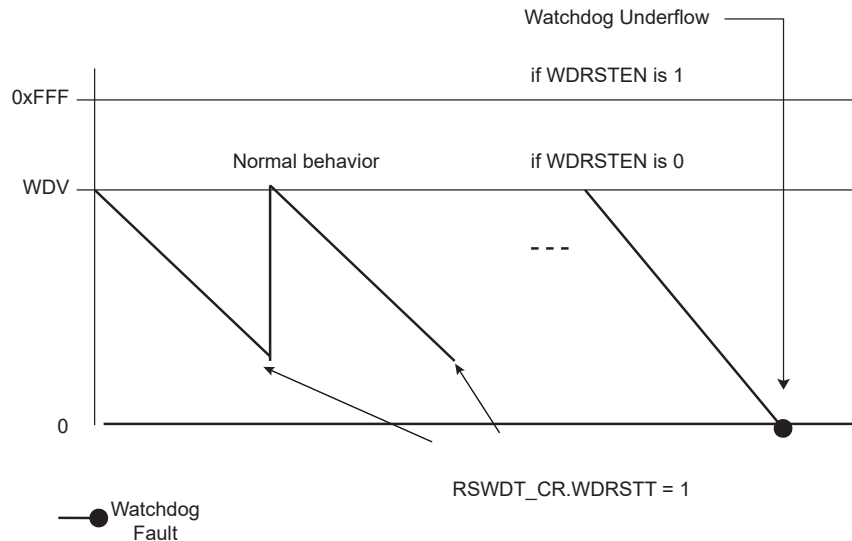 Watchdog Underflow
if WDRSTEN is 1
0xFFF
Normal behavior
if WDRSTEN is 0
WDV
0
RSWDT_CR.WDRSTT = 1
Watchdog
Fault